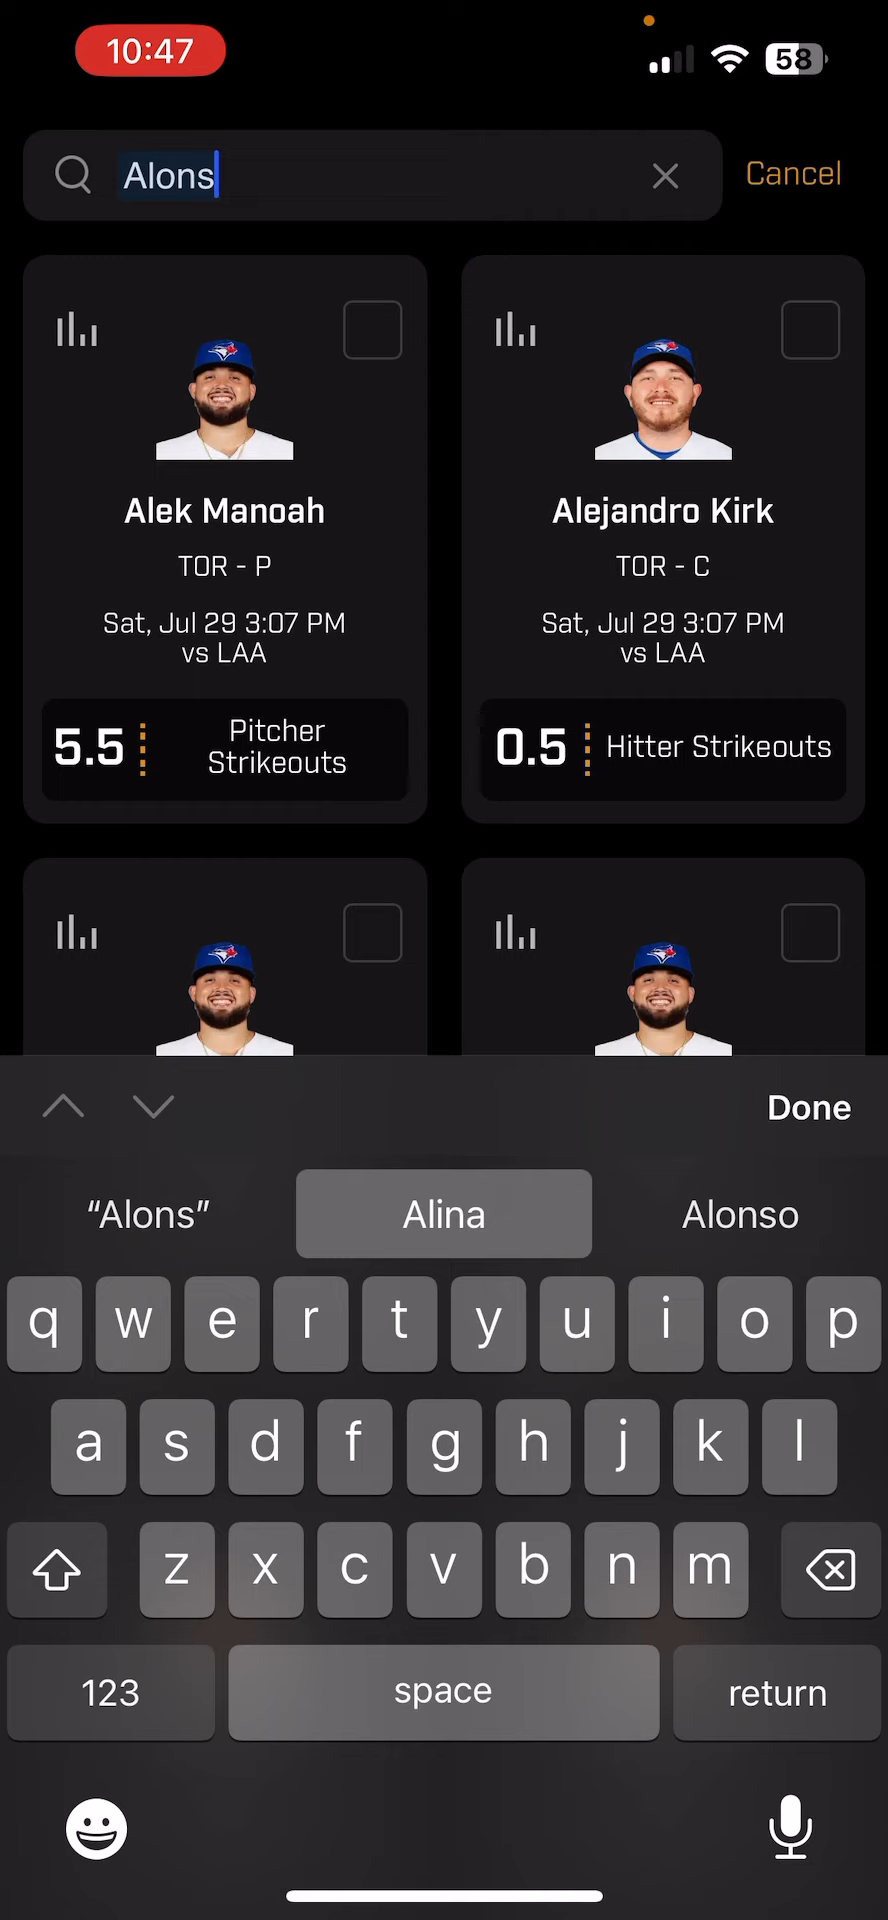 10:47
58
Alons
Cancel
Alek Manoah
Alejandro Kirk
TOR - P
TOR - C
Sat, Jul 29 3:07 PM
vs LAA
Sat, Jul 29 3:07 PM
vs LAA
5.5
Pitcher
Strikeouts
0.5
Hitter Strikeouts
Done
“Alons”
Alina
Alonso
q w e r t y u i o p
a s d f g h j k l
z x c v b n m
123
space
return